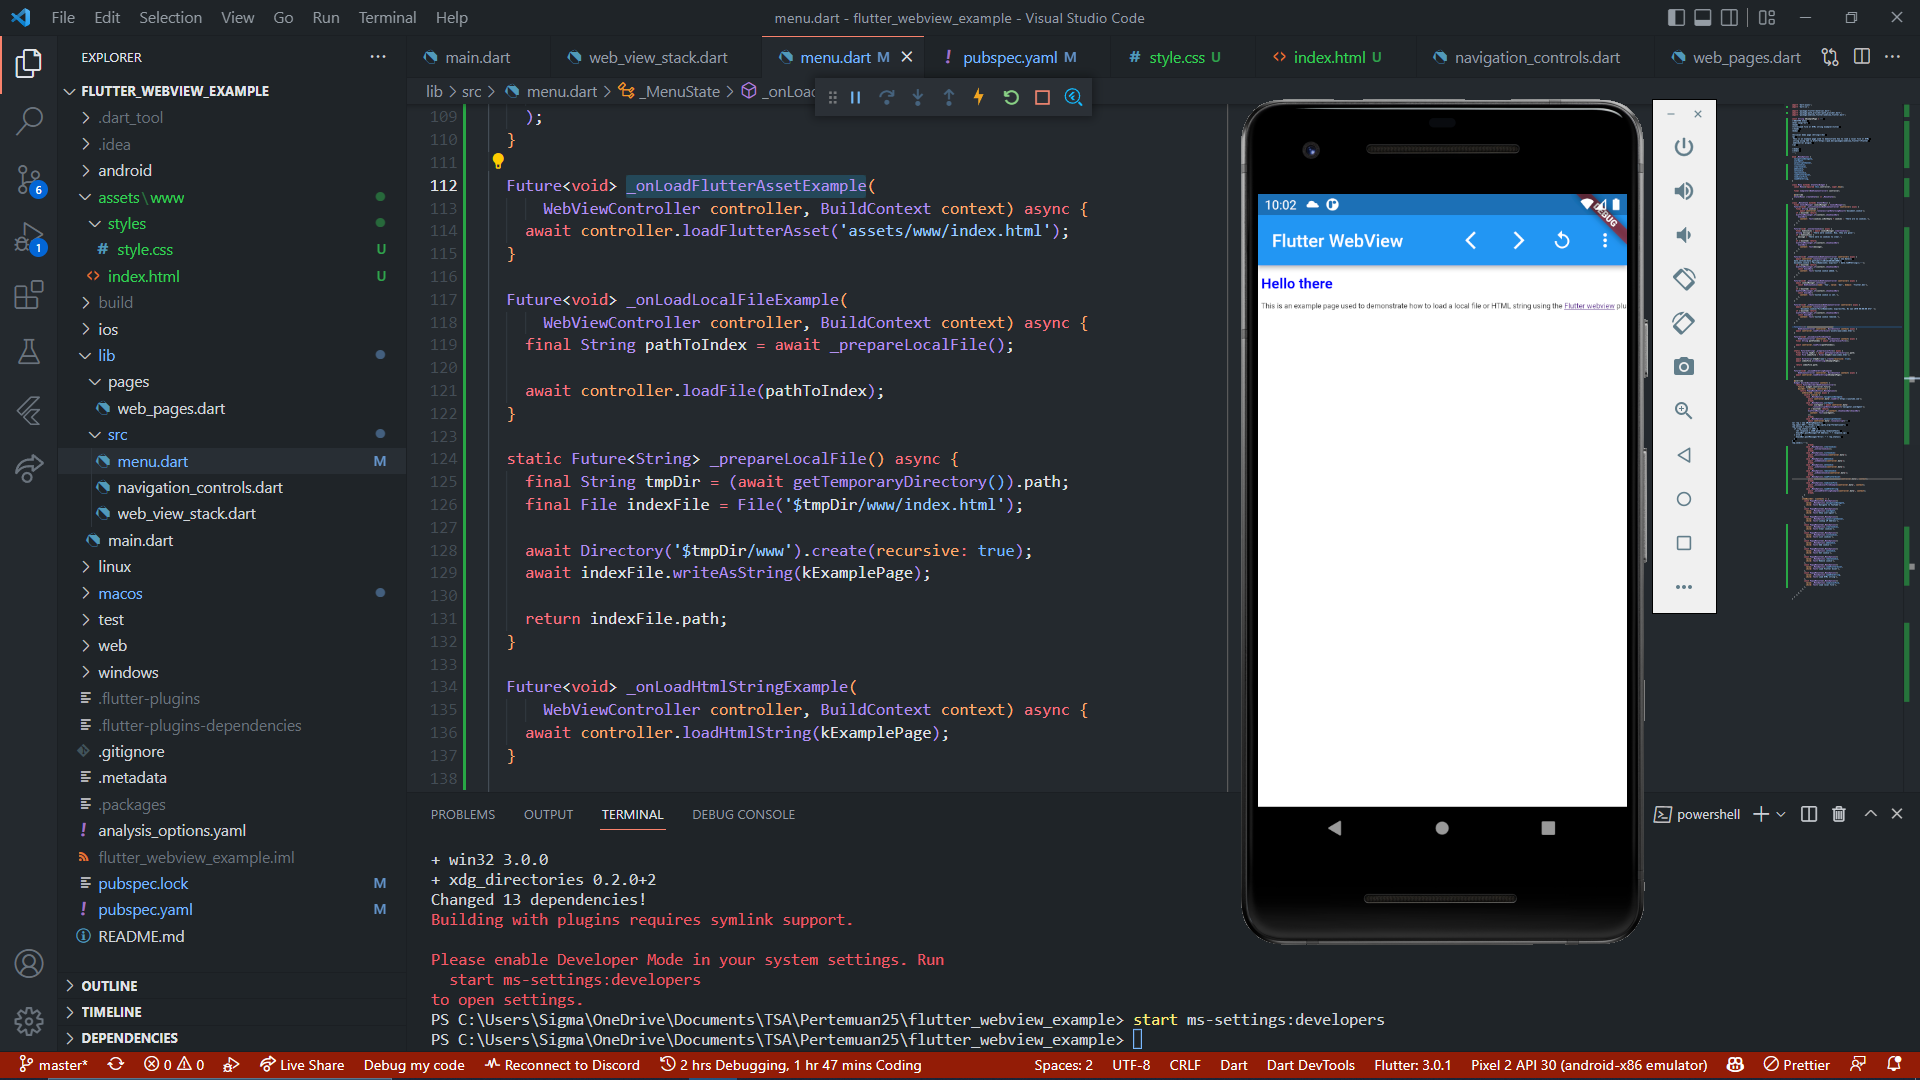 File Edit Selection View Go Run Terminal Help
menu.dart - flutter_webview_example - Visual Studio Code
EXPLORER
FLUTTER_WEBVIEW_EXAMPLE
.dart_tool
.idea
android
assets\www
styles
# style.css U
<> index.html U
build
ios
lib
pages
web_pages.dart
src
menu.dart M
navigation_controls.dart
web_view_stack.dart
main.dart
linux
macos
test
web
windows
.flutter-plugins
.flutter-plugins-dependencies
.gitignore
.metadata
.packages
! analysis_options.yaml
flutter_webview_example.iml
pubspec.lock M
! pubspec.yaml M
README.md
OUTLINE
TIMELINE
DEPENDENCIES
6
1
main.dart
web_view_stack.dart
menu.dart M
! pubspec.yaml M
# style.css U
<> index.html U
navigation_controls.dart
web_pages.dart
lib > src > menu.dart > _MenuState > _onLoa
109 );
110 }
111
112 Future<void> _onLoadFlutterAssetExample(
113 WebViewController controller, BuildContext context) async {
114 await controller.loadFlutterAsset('assets/www/index.html');
115 }
116
117 Future<void> _onLoadLocalFileExample(
118 WebViewController controller, BuildContext context) async {
119 final String pathToIndex = await _prepareLocalFile();
120
121 await controller.loadFile(pathToIndex);
122 }
123
124 static Future<String> _prepareLocalFile() async {
125 final String tmpDir = (await getTemporaryDirectory()).path;
126 final File indexFile = File('$tmpDir/www/index.html');
127
128 await Directory('$tmpDir/www').create(recursive: true);
129 await indexFile.writeAsString(kExamplePage);
130
131 return indexFile.path;
132 }
133
134 Future<void> _onLoadHtmlStringExample(
135 WebViewController controller, BuildContext context) async {
136 await controller.loadHtmlString(kExamplePage);
137 }
138
10:02
DEBUG
Flutter WebView
Hello there
This is an example page used to demonstrate how to load a local file or HTML string using the Flutter webview plu
PROBLEMS OUTPUT TERMINAL DEBUG CONSOLE
powershell
+ win32 3.0.0
+ xdg_directories 0.2.0+2
Changed 13 dependencies!
Building with plugins requires symlink support.
Please enable Developer Mode in your system settings. Run
start ms-settings:developers
to open settings.
PS C:\Users\Sigma\OneDrive\Documents\TSA\Pertemuan25\flutter_webview_example> start ms-settings:developers
PS C:\Users\Sigma\OneDrive\Documents\TSA\Pertemuan25\flutter_webview_example>
master* 0 0 Live Share Debug my code Reconnect to Discord 2 hrs Debugging, 1 hr 47 mins Coding Spaces: 2 UTF-8 CRLF Dart Dart DevTools Flutter: 3.0.1 Pixel 2 API 30 (android-x86 emulator) Prettier